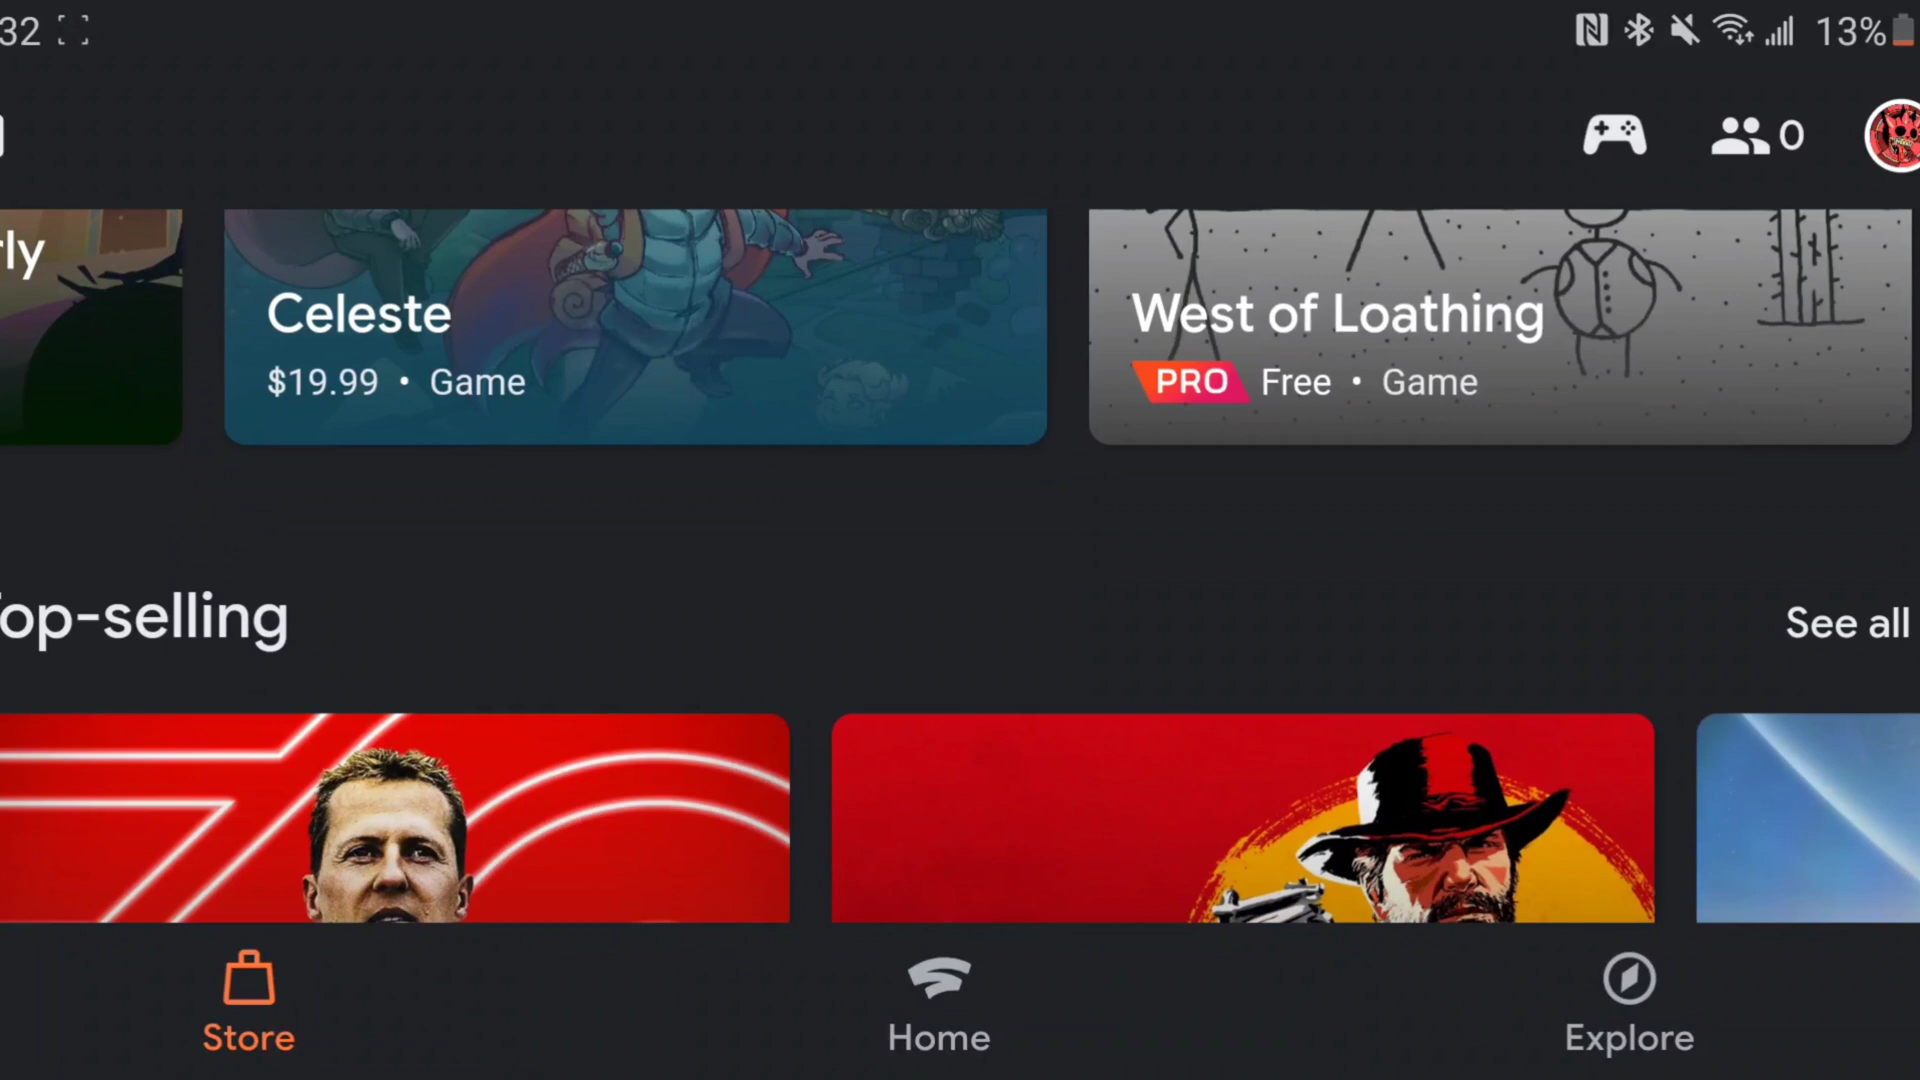 32
13%
0
rly
Celeste
$19.99 • Game
West of Loathing
PRO Free • Game
op-selling
See all
Store
Home
Explore